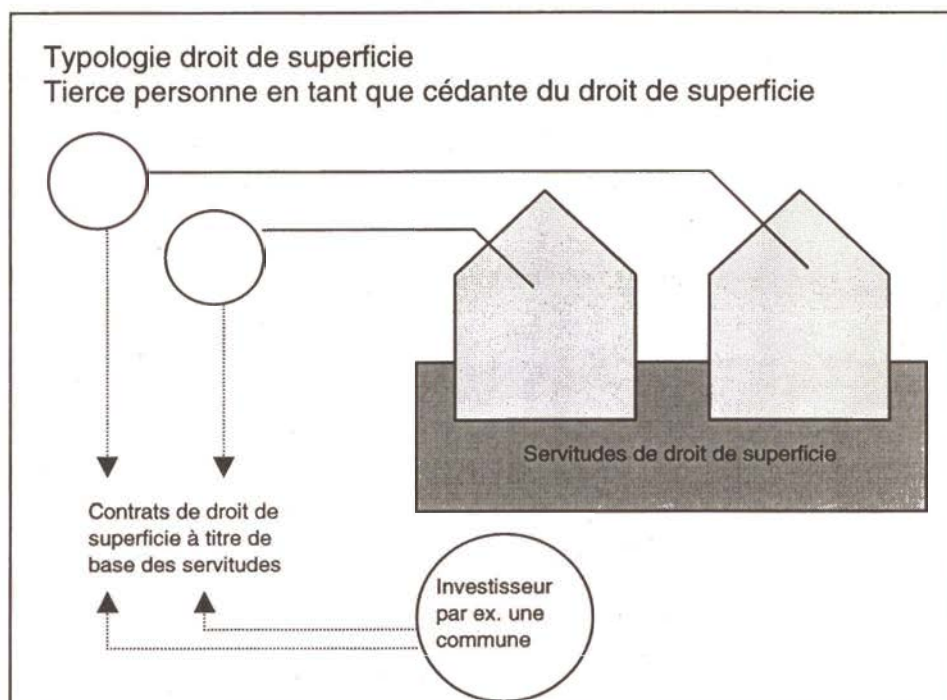 Typologie droit de superficie
Tierce personne en tant que cédante du droit de superficie
Servitudes de droit de superficie
Contrats de droit de
superficie à titre de
base des servitudes
Investisseur
par ex. une
commune